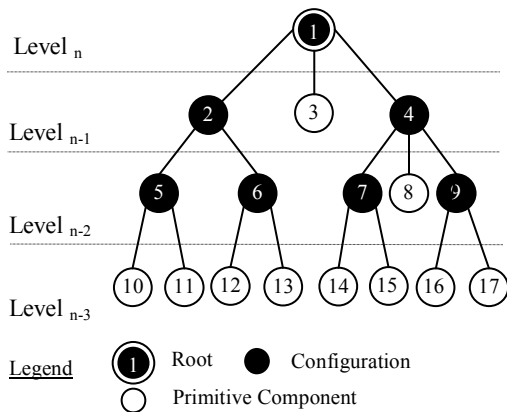 1
Level n
2 3 4
Level n-1
5 6 7 8 9
Level n-2
10 11 12 13 14 15 16 17
Level n-3
Legend 1 Root Configuration
Primitive Component